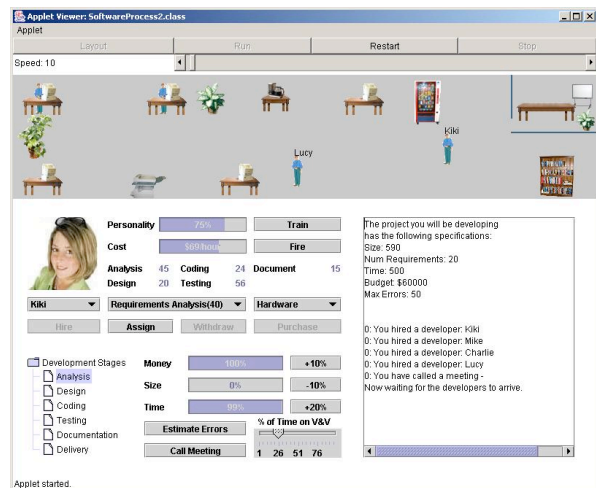 Applet Viewer: SoftwareProcess2.class
Applet
Layout Run Restart Stop
Speed: 10
Kiki
Lucy
Personality 75% Train
Cost $69/hour Fire
Analysis 45 Coding 24 Document 15
Design 20 Testing 56
Kiki Requirements Analysis(40) Hardware
Hire Assign Withdraw Purchase
Development Stages
Analysis
Design
Coding
Testing
Documentation
Delivery
Money 100% +10%
Size 0% -10%
Time 99% +20%
Estimate Errors
Call Meeting
% of Time on V&V
1 26 51 76
The project you will be developing
has the following specifications:
Size: 590
Num Requirements: 20
Time: 500
Budget: $60000
Max Errors: 50
0: You hired a developer: Kiki
0: You hired a developer: Mike
0: You hired a developer: Charlie
0: You hired a developer: Lucy
0: You have called a meeting -
Now waiting for the developers to arrive.
Applet started.